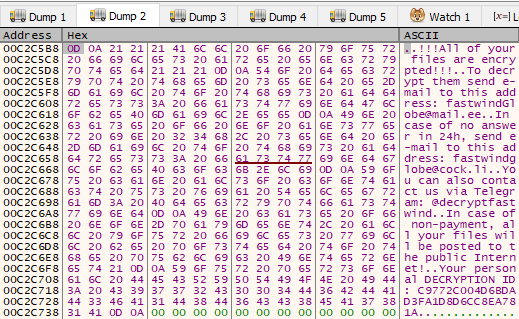 Dump 1 Dump 2 Dump 3 Dump 4 Dump 5 Watch 1 [x=] L
Address Hex ASCII
00C2C5B8 0D 0A 21 21 21 41 6C 6C 20 6F 66 20 79 6F 75 72 ..!!!All of your
00C2C5C8 20 66 69 6C 65 73 20 61 72 65 20 65 6E 63 72 79 files are encry
00C2C5D8 70 74 65 64 21 21 21 0D 0A 54 6F 20 64 65 63 72 pted!!!..To decr
00C2C5E8 79 70 74 20 74 68 65 6D 20 73 65 6E 64 20 65 2D ypt them send e-
00C2C5F8 6D 61 69 6C 20 74 6F 20 74 68 69 73 20 61 64 64 mail to this add
00C2C608 72 65 73 73 3A 20 66 61 73 74 77 69 6E 64 47 6C ress: fastwindGl
00C2C618 6F 62 65 40 6D 61 69 6C 2E 65 65 0D 0A 49 6E 20 obe@mail.ee..In
00C2C628 63 61 73 65 20 6F 66 20 6E 6F 20 61 6E 73 77 65 case of no answe
00C2C638 72 20 69 6E 20 32 34 68 2C 20 73 65 6E 64 20 65 r in 24h, send e
00C2C648 2D 6D 61 69 6C 20 74 6F 20 74 68 69 73 20 61 64 -mail to this ad
00C2C658 64 72 65 73 73 3A 20 66 61 73 74 77 69 6E 64 67 dress: fastwindg
00C2C668 6C 6F 62 65 40 63 6F 63 6B 2E 6C 69 0D 0A 59 6F lobe@cock.li..Yo
00C2C678 75 20 63 61 6E 20 61 6C 73 6F 20 63 6F 6E 74 61 u can also conta
00C2C688 63 74 20 75 73 20 76 69 61 20 54 65 6C 65 67 72 ct us via Telegr
00C2C698 61 6D 3A 20 40 64 65 63 72 79 70 74 66 61 73 74 am: @decryptfast
00C2C6A8 77 69 6E 64 0D 0A 49 6E 20 63 61 73 65 20 6F 66 wind..In case of
00C2C6B8 20 6E 6F 6E 2D 70 61 79 6D 65 6E 74 2C 20 61 6C non-payment, al
00C2C6C8 6C 20 79 6F 75 72 20 66 69 6C 65 73 20 77 69 6C l your files wil
00C2C6D8 6C 20 62 65 20 70 6F 73 74 65 64 20 74 6F 20 74 l be posted to t
00C2C6E8 68 65 20 70 75 62 6C 69 63 20 49 6E 74 65 72 6E he public Intern
00C2C6F8 65 74 21 0D 0A 59 6F 75 72 20 70 65 72 73 6F 6E et!..Your person
00C2C708 61 6C 20 44 45 43 52 59 50 54 49 4F 4E 20 49 44 al DECRYPTION ID
00C2C718 3A 20 43 39 37 37 32 43 30 30 34 44 36 42 44 41 : C9772C004D6BDA
00C2C728 44 33 46 41 31 44 38 44 36 43 43 38 45 41 37 38 D3FA1D8D6CC8EA78
00C2C738 31 41 0D 0A 00 00 00 00 00 00 00 00 00 00 00 00 1A..............